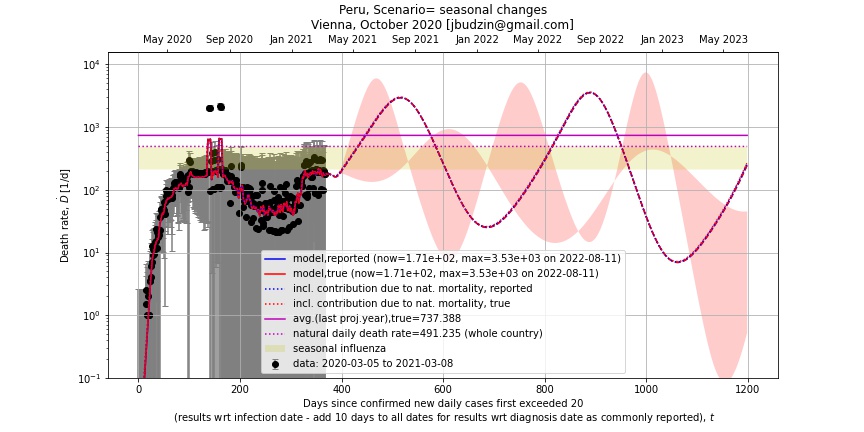 Peru, Scenario= seasonal changes
Vienna, October 2020 [jbudzin@gmail.com]
May 2020 Sep 2020 Jan 2021 May 2021 Sep 2021 Jan 2022 May 2022 Sep 2022 Jan 2023 May 2023
10⁴
10³
10²
10¹
10⁰
10⁻¹
Death rate, D [1/d]
model,reported (now=1.71e+02, max=3.53e+03 on 2022-08-11)
model,true (now=1.71e+02, max=3.53e+03 on 2022-08-11)
incl. contribution due to nat. mortality, reported
incl. contribution due to nat. mortality, true
avg.(last proj.year),true=737.388
natural daily death rate=491.235 (whole country)
seasonal influenza
data: 2020-03-05 to 2021-03-08
0 200 400 600 800 1000 1200
Days since confirmed new daily cases first exceeded 20
(results wrt infection date - add 10 days to all dates for results wrt diagnosis date as commonly reported), t